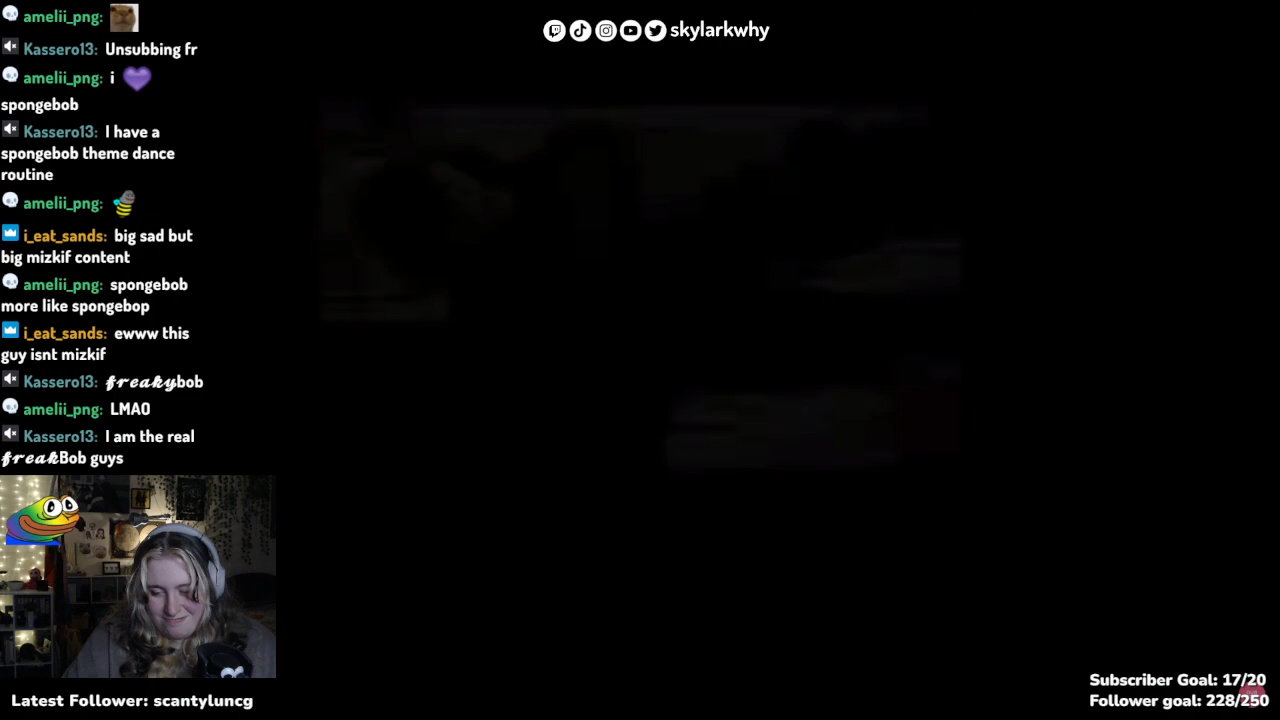 skylarkwhy
amelii_png:
Kassero13: Unsubbing fr
amelii_png: i
spongebob
Kassero13: I have a
spongebob theme dance
routine
amelii_png:
i_eat_sands: big sad but
big mizkif content
amelii_png: spongebob
more like spongebop
i_eat_sands: ewww this
guy isnt mizkif
Kassero13: 𝓯𝓻𝓮𝓪𝓴𝔂bob
amelii_png: LMAO
Kassero13: I am the real
𝓯𝓻𝓮𝓪𝓴Bob guys
Latest Follower: scantyluncg
Subscriber Goal: 17/20
Follower goal: 228/250